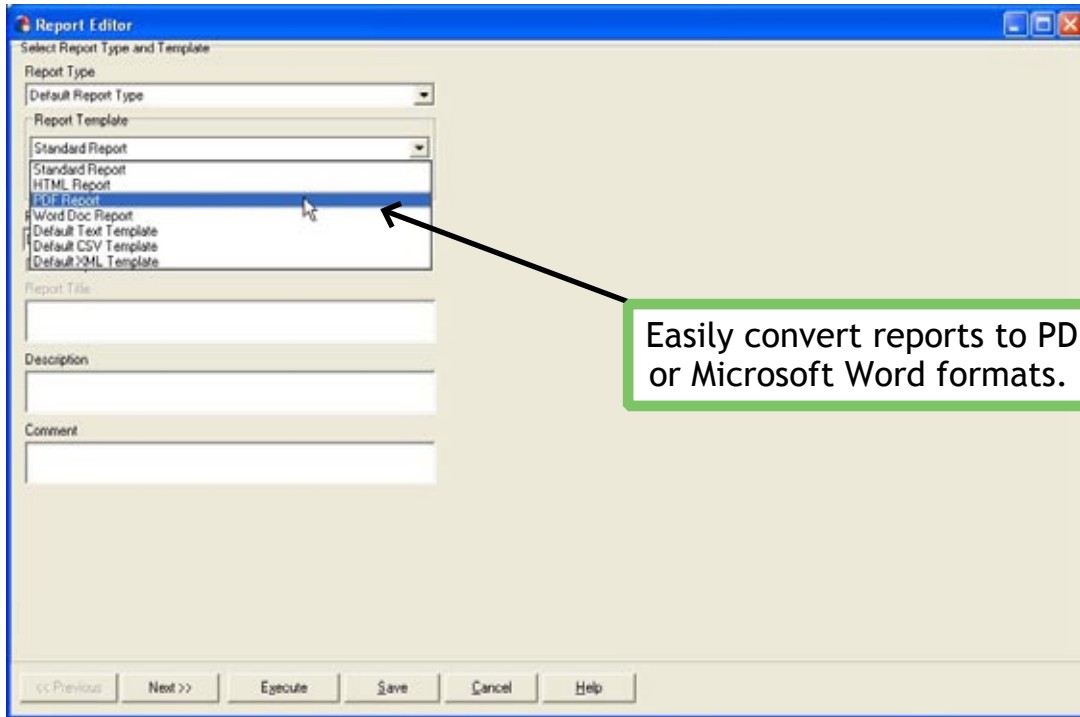 Report Editor
Select Report Type and Template
Report Type
Default Report Type
Report Template
Standard Report
Standard Report
HTML Report
PDF Report
Word Doc Report
Default Text Template
Default CSV Template
Default XML Template
Report Title
Easily convert reports to PD
or Microsoft Word formats.
Description
Comment
<< Previous
Next >>
Execute
Save
Cancel
Help